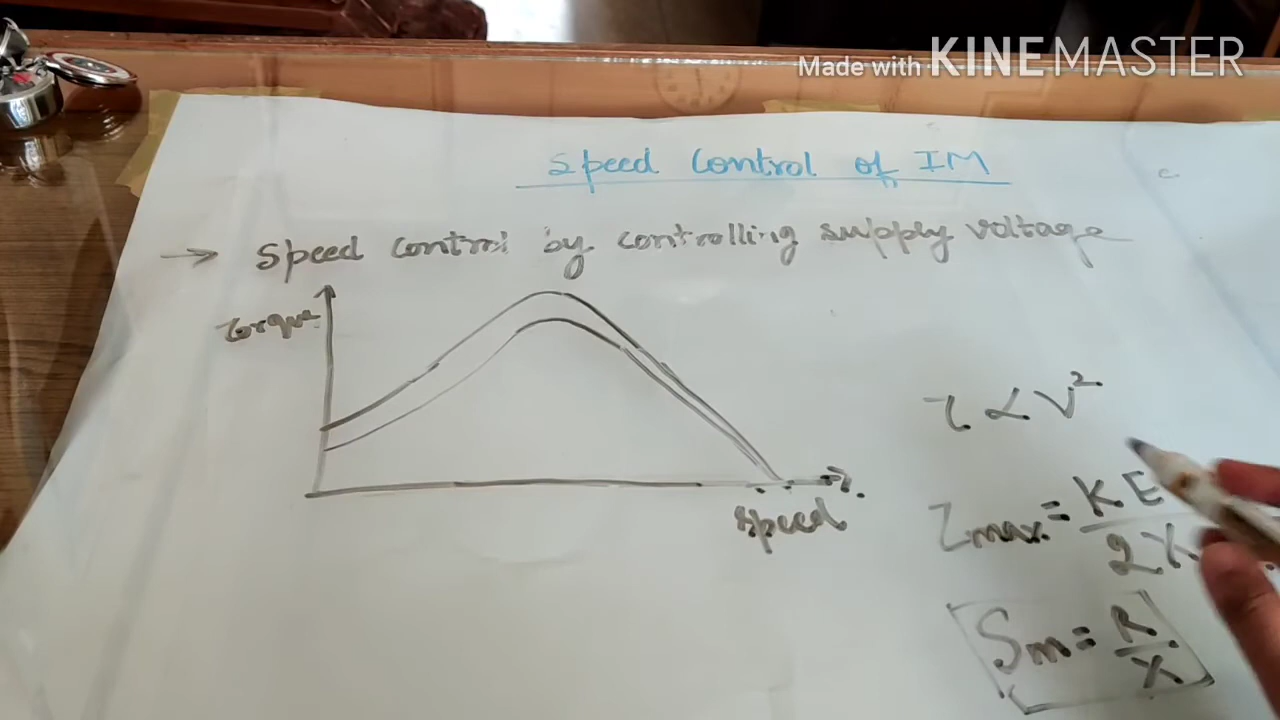 Made with KINEMASTER
Speed Control of IM
→ Speed control by controlling supply voltage
Torque
τ ∝ V²
τmax = KE / 2X
speed
Sm = R / X